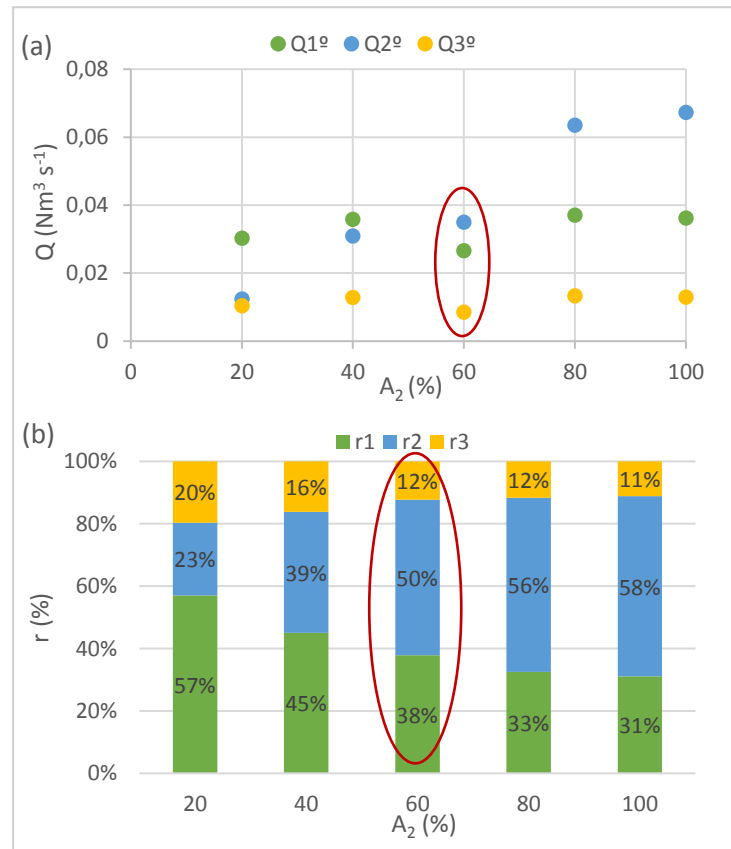 (a)
Q1º Q2º Q3º
0,08
0,06
0,04
0,02
0
Q (Nm³ s⁻¹)
0 20 40 60 80 100
A₂ (%)
(b)
r1 r2 r3
100%
80%
60%
40%
20%
0%
r (%)
20% 16% 12% 12% 11%
23% 39% 50% 56% 58%
57% 45% 38% 33% 31%
20 40 60 80 100
A₂ (%)